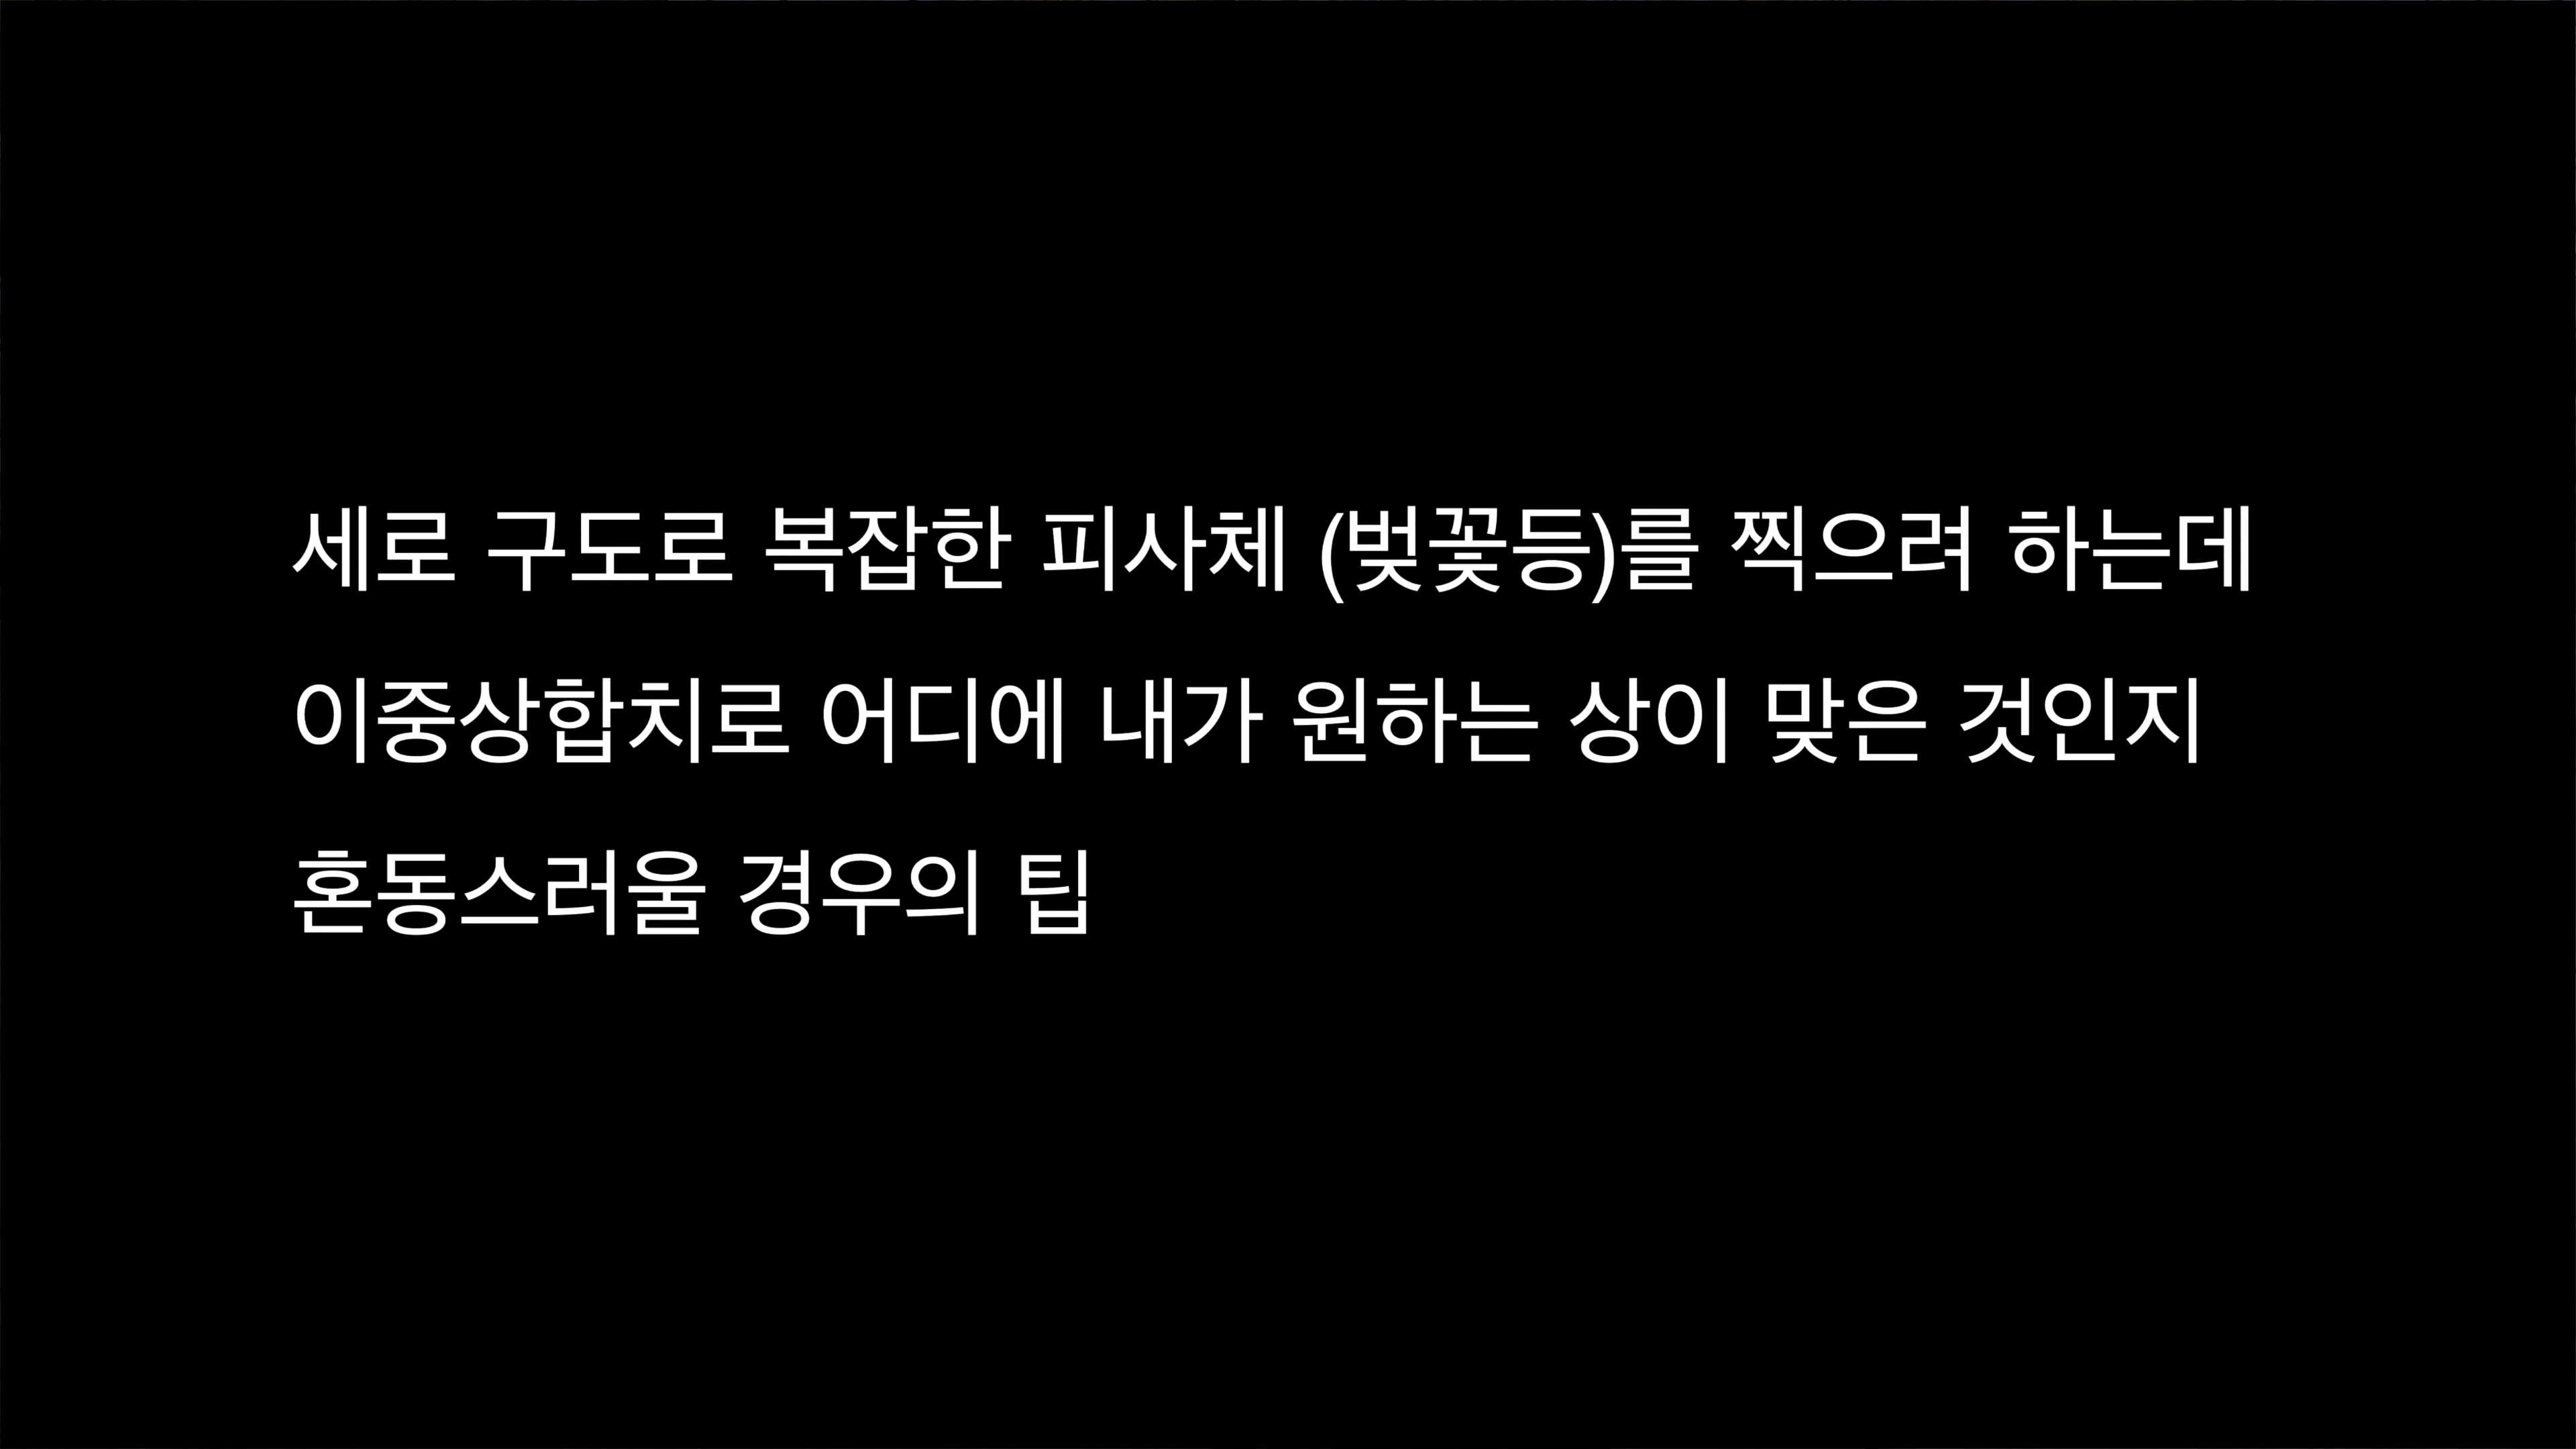 세로 구도로 복잡한 피사체 (벚꽃등)를 찍으려 하는데
이중상합치로 어디에 내가 원하는 상이 맞은 것인지
혼동스러울 경우의 팁